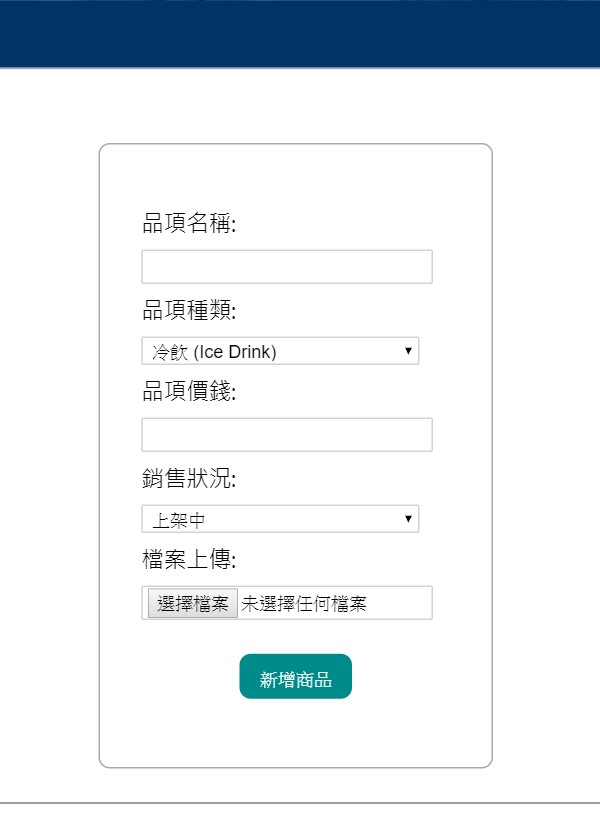 品項名稱:
品項種類:
冷飲 (Ice Drink)
品項價錢:
銷售狀況:
上架中
檔案上傳:
選擇檔案 未選擇任何檔案
新增商品